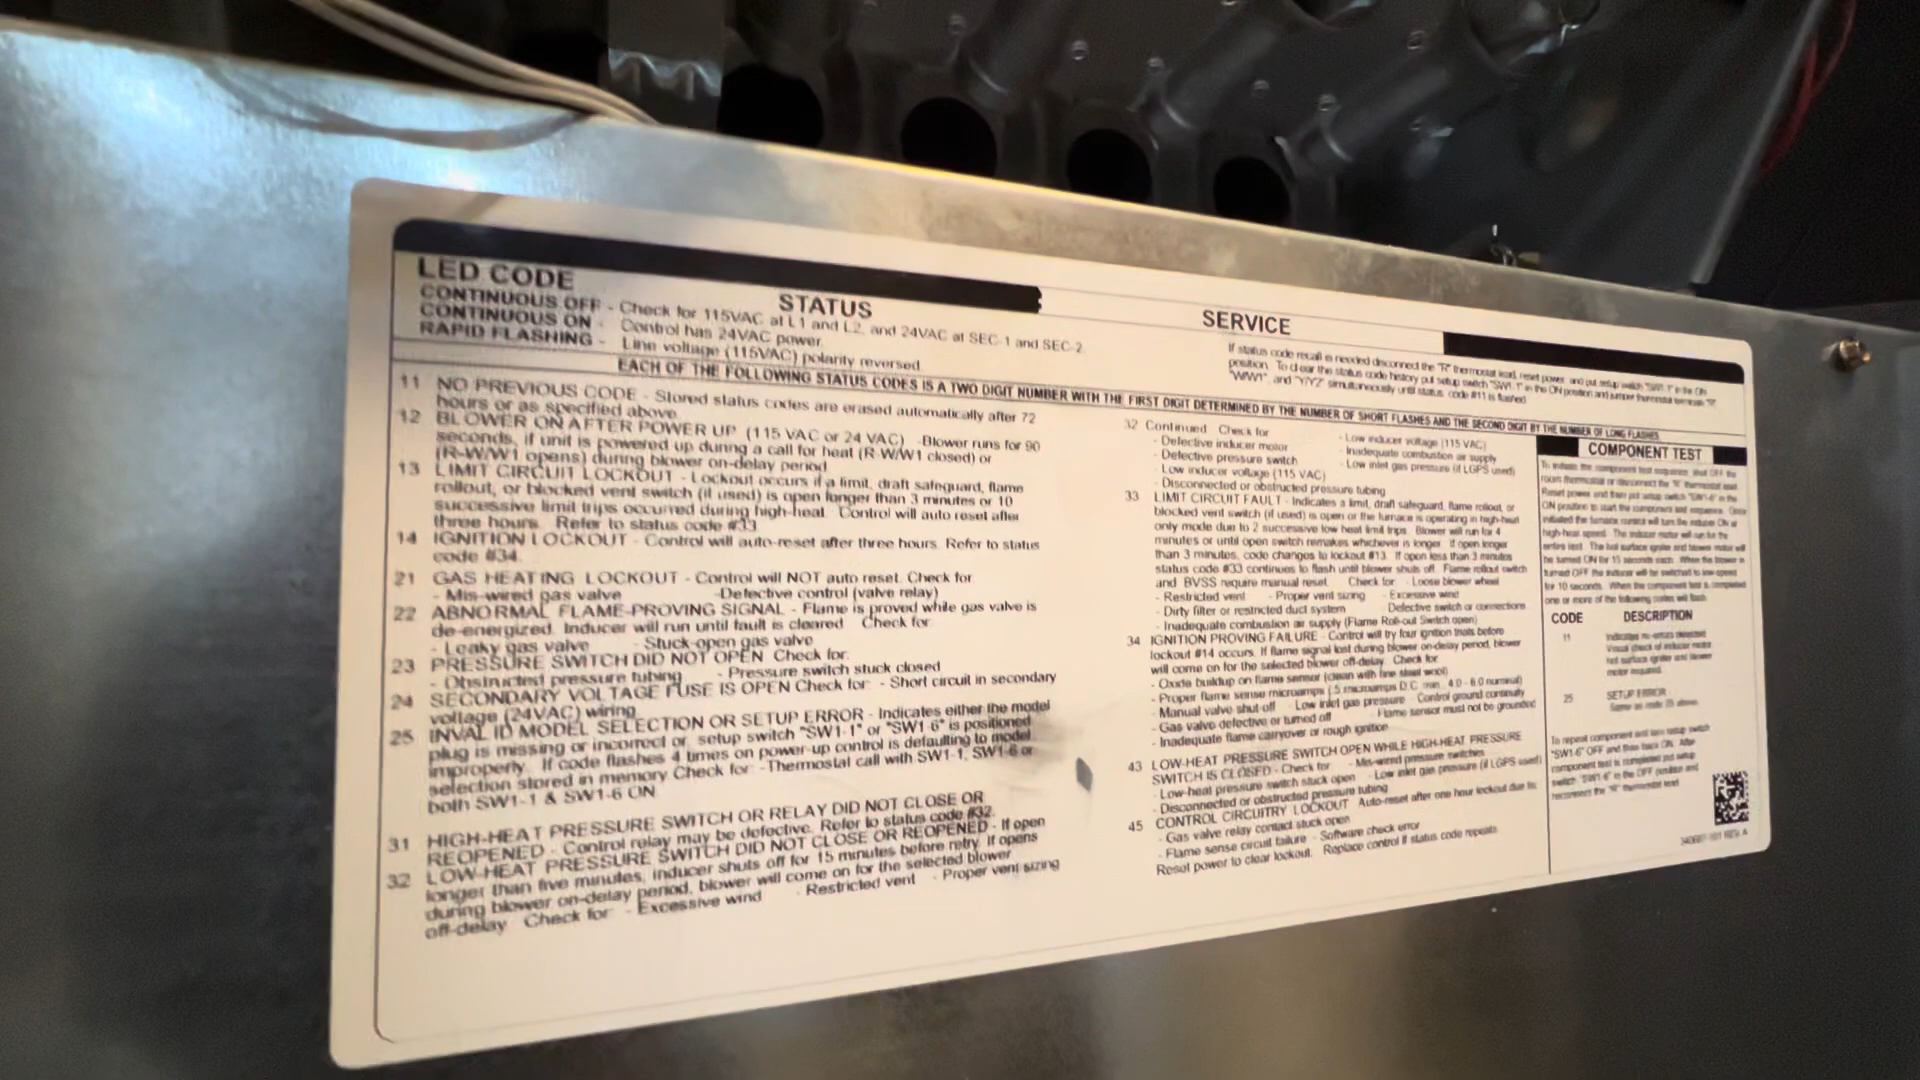 LED CODE STATUS
CONTINUOUS OFF - Check for 115VAC at L1 and L2, and 24VAC at SEC-1 and SEC-2.
CONTINUOUS ON - Control has 24VAC power.
RAPID FLASHING - Line voltage (115VAC) polarity reversed
EACH OF THE FOLLOWING STATUS CODES IS A TWO DIGIT NUMBER WITH THE FIRST DIGIT DETERMINED BY THE NUMBER OF SHORT FLASHES AND THE SECOND DIGIT BY THE NUMBER OF LONG FLASHES
11 NO PREVIOUS CODE - Stored status codes are erased automatically after 72
hours or as specified above.
12 BLOWER ON AFTER POWER UP (115 VAC or 24 VAC) - Blower runs for 90
seconds, if unit is powered up during a call for heat (R-W/W1 closed) or
(R-W/W1 opens) during blower on-delay period.
13 LIMIT CIRCUIT LOCKOUT - Lockout occurs if a limit, draft safeguard, flame
rollout, or blocked vent switch (if used) is open longer than 3 minutes or 10
successive limit trips occurred during high-heat. Control will auto reset after
three hours. Refer to status code #33.
14 IGNITION LOCKOUT - Control will auto-reset after three hours. Refer to status
code #34.
21 GAS HEATING LOCKOUT - Control will NOT auto reset. Check for
- Mis-wired gas valve -Defective control (valve relay)
22 ABNORMAL FLAME-PROVING SIGNAL - Flame is proved while gas valve is
de-energized. Inducer will run until fault is cleared. Check for
- Leaky gas valve - Stuck-open gas valve
23 PRESSURE SWITCH DID NOT OPEN Check for:
- Obstructed pressure tubing - Pressure switch stuck closed
24 SECONDARY VOLTAGE FUSE IS OPEN Check for: - Short circuit in secondary
voltage (24VAC) wiring.
25 INVALID MODEL SELECTION OR SETUP ERROR - Indicates either the model
plug is missing or incorrect or, setup switch "SW1-1" or "SW1-6" is positioned
improperly. If code flashes 4 times on power-up control is defaulting to model
selection stored in memory. Check for: -Thermostat call with SW1-1, SW1-6 or
both SW1-1 & SW1-6 ON.
31 HIGH-HEAT PRESSURE SWITCH OR RELAY DID NOT CLOSE OR
REOPENED - Control relay may be defective. Refer to status code #32.
32 LOW-HEAT PRESSURE SWITCH DID NOT CLOSE OR REOPENED - If open
longer than five minutes, inducer shuts off for 15 minutes before retry. If opens
during blower on-delay period, blower will come on for the selected blower
off-delay. Check for: - Excessive wind - Restricted vent - Proper vent sizing
SERVICE
If status code recall is needed disconnect the "R" thermostat lead, reset power, and put setup switch "SW1-1" in the ON
position. To clear the status code history put setup switch "SW1-1" in the ON position and jumper thermostat terminals "R",
"W/W1", and "Y/Y2" simultaneously until status code #11 is flashed.
32 Continued Check for
- Defective inducer motor - Low inducer voltage (115 VAC)
- Defective pressure switch - Inadequate combustion air supply
- Low inducer voltage (115 VAC) - Low inlet gas pressure (if LGPS used)
- Disconnected or obstructed pressure tubing
33 LIMIT CIRCUIT FAULT - Indicates a limit, draft safeguard, flame rollout, or
blocked vent switch (if used) is open or the furnace is operating in high-heat
only mode due to 2 successive low heat limit trips. Blower will run for 4
minutes or until open switch remakes whichever is longer. If open longer
than 3 minutes, code changes to lockout #13. If open less than 3 minutes
status code #33 continues to flash until blower shuts off. Flame rollout switch
and BVSS require manual reset. Check for: - Loose blower wheel
- Restricted vent - Proper vent sizing - Excessive wind
- Dirty filter or restricted duct system - Defective switch or connections
- Inadequate combustion air supply (Flame Roll-out Switch open)
34 IGNITION PROVING FAILURE - Control will try four ignition trials before
lockout #14 occurs. If flame signal lost during blower on-delay period, blower
will come on for the selected blower off-delay. Check for:
- Oxide buildup on flame sensor (clean with fine steel wool)
- Proper flame sense microamps (.5 microamps D.C. min., 4.0 - 6.0 nominal)
- Manual valve shut-off - Low inlet gas pressure - Control ground continuity
- Gas valve defective or turned off - Flame sensor must not be grounded
- Inadequate flame carryover or rough ignition
43 LOW-HEAT PRESSURE SWITCH OPEN WHILE HIGH-HEAT PRESSURE
SWITCH IS CLOSED - Check for: - Mis-wired pressure switches
- Low-heat pressure switch stuck open - Low inlet gas pressure (if LGPS used)
- Disconnected or obstructed pressure tubing
45 CONTROL CIRCUITRY LOCKOUT Auto-reset after one hour lockout due to:
- Gas valve relay contact stuck open
- Flame sense circuit failure - Software check error
Reset power to clear lockout. Replace control if status code repeats.
COMPONENT TEST
To initiate the component test sequence, shut OFF the
room thermostat or disconnect the "R" thermostat lead.
Reset power and then put setup switch "SW1-6" in the
ON position to start the component test sequence. Once
initiated the furnace control will turn the inducer ON at
high-heat speed. The inducer motor will run for the
entire test. The hot surface igniter and blower motor will
be turned ON for 15 seconds each. When the blower is
turned OFF the inducer will be switched to low-speed
for 10 seconds. When the component test is completed
one or more of the following codes will flash.
CODE DESCRIPTION
11 Indicates no errors detected.
Visual check of inducer motor
hot surface igniter and blower
motor required.
25 SETUP ERROR
Same as code 25 above.
To repeat component test turn setup switch
"SW1-6" OFF and then back ON. After
component test is completed put setup
switch "SW1-6" in the OFF position and
reconnect the "R" thermostat lead
REV. A